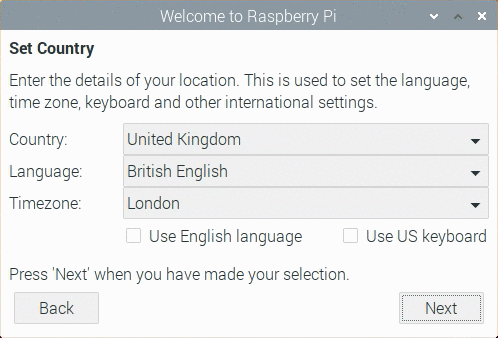 Welcome to Raspberry Pi
Set Country
Enter the details of your location. This is used to set the language,
time zone, keyboard and other international settings.
Country: United Kingdom
Language: British English
Timezone: London
Use English language Use US keyboard
Press 'Next' when you have made your selection.
Back Next